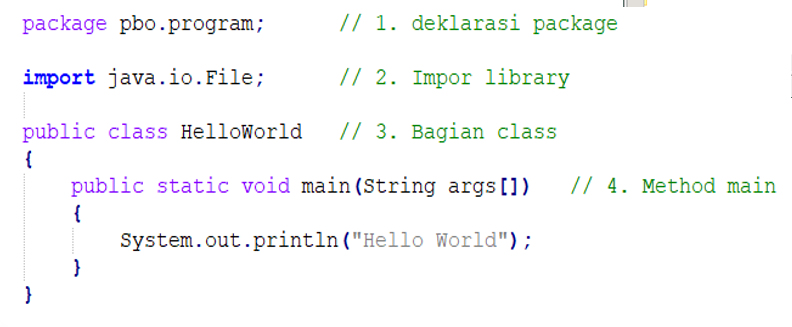 package pbo.program;      // 1. deklarasi package
import java.io.File;      // 2. Impor library
public class HelloWorld   // 3. Bagian class
{
    public static void main(String args[])   // 4. Method main
    {
        System.out.println("Hello World");
    }
}